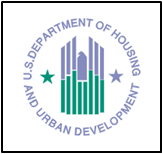 U.S. DEPARTMENT OF HOUSING
AND URBAN DEVELOPMENT